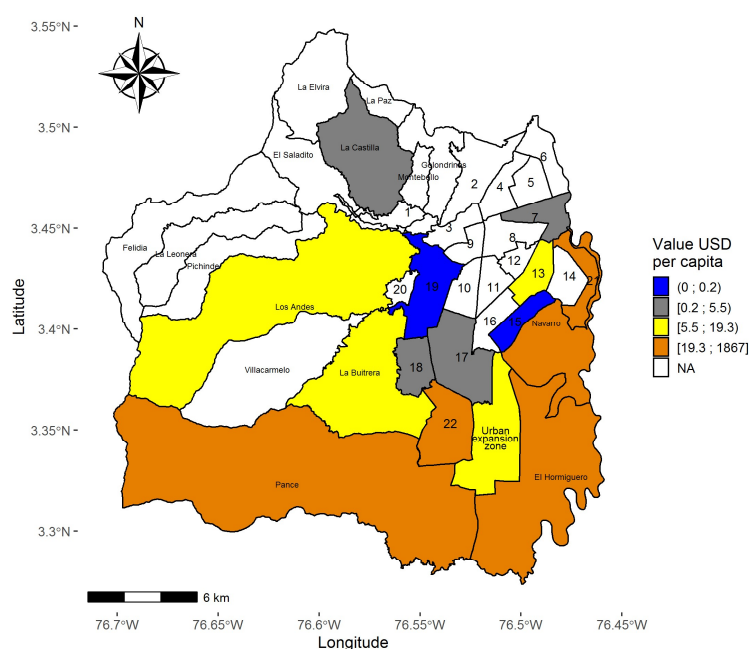 N
3.55°N
3.5°N
3.45°N
3.4°N
3.35°N
3.3°N
Latitude
La Elvira
La Paz
La Castilla
El Saladito
Golondrinas
Montebello
2
4
5
6
1
3
7
8
9
12
Felidia
La Leonera
Pichinde
20
19
10
11
13
14
21
Los Andes
16
15
Navarro
Villacarmelo
La Buitrera
18
17
22
Urban
expansion
zone
Pance
El Hormiguero
Value USD
per capita
(0 ; 0.2)
[0.2 ; 5.5)
[5.5 ; 19.3)
[19.3 ; 1867]
NA
6 km
76.7°W
76.65°W
76.6°W
76.55°W
76.5°W
76.45°W
Longitude